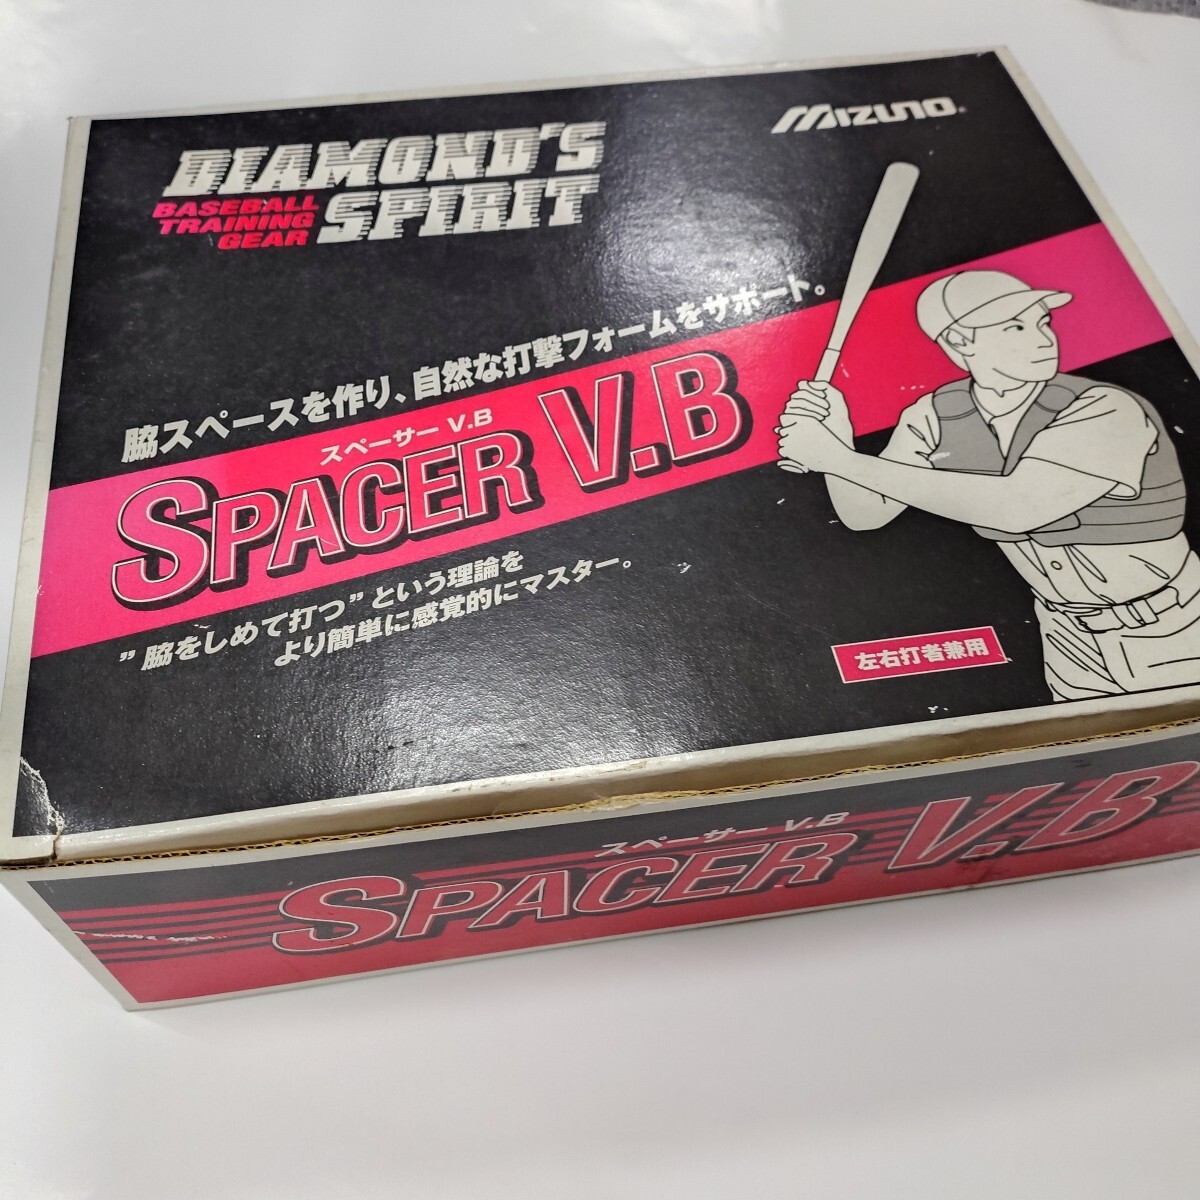 MIZUNO
DIAMOND'S
SPIRIT
BASEBALL
TRAINING
GEAR
脇スペースを作り、自然な打撃フォームをサポート。
スペーサー V.B
SPACER V.B
"脇をしめて打つ"という理論を
より簡単に感覚的にマスター。
左右打者兼用
スペーサー V.B
SPACER V.B